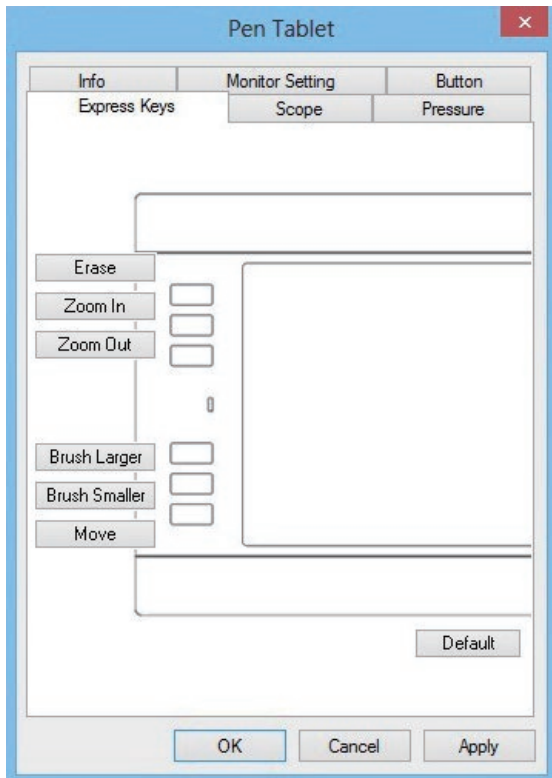 Pen Tablet
Info Monitor Setting Button
Express Keys Scope Pressure
Erase
Zoom In
Zoom Out
Brush Larger
Brush Smaller
Move
Default
OK Cancel Apply